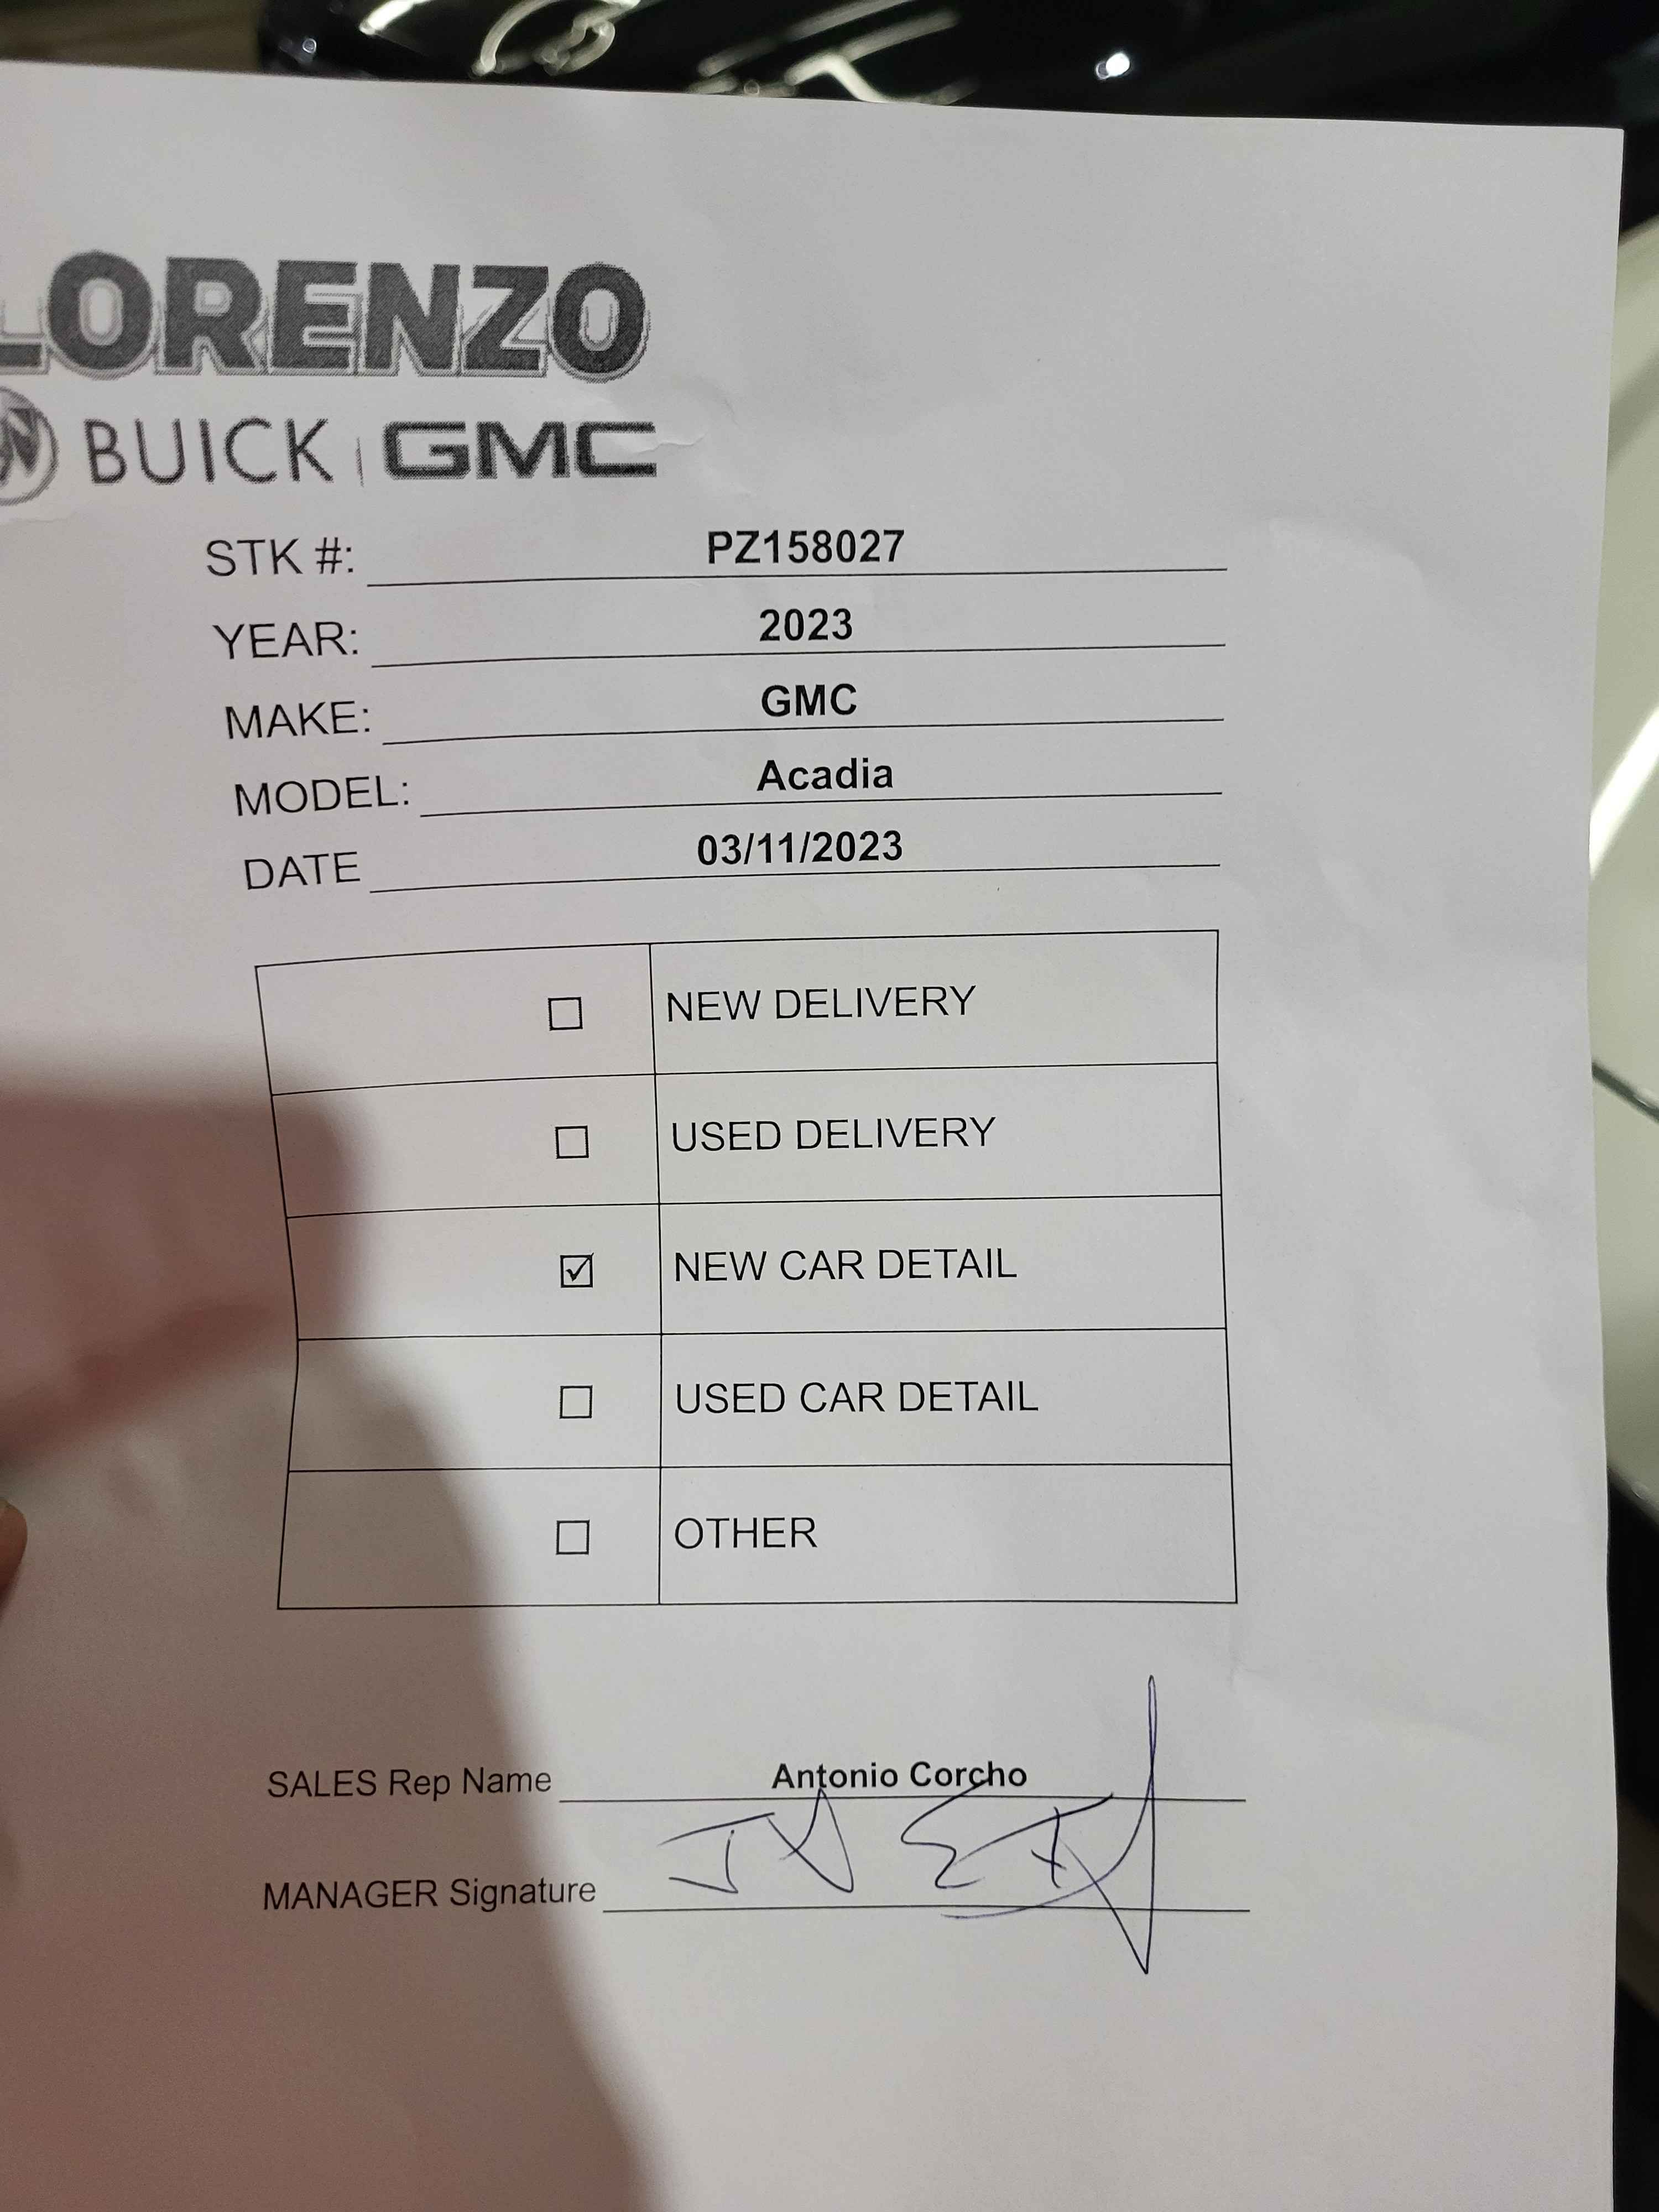 LORENZO
BUICK | GMC
STK #: PZ158027
YEAR: 2023
MAKE: GMC
MODEL: Acadia
DATE 03/11/2023
☐ NEW DELIVERY
☐ USED DELIVERY
☑ NEW CAR DETAIL
☐ USED CAR DETAIL
☐ OTHER
SALES Rep Name Antonio Corcho
MANAGER Signature